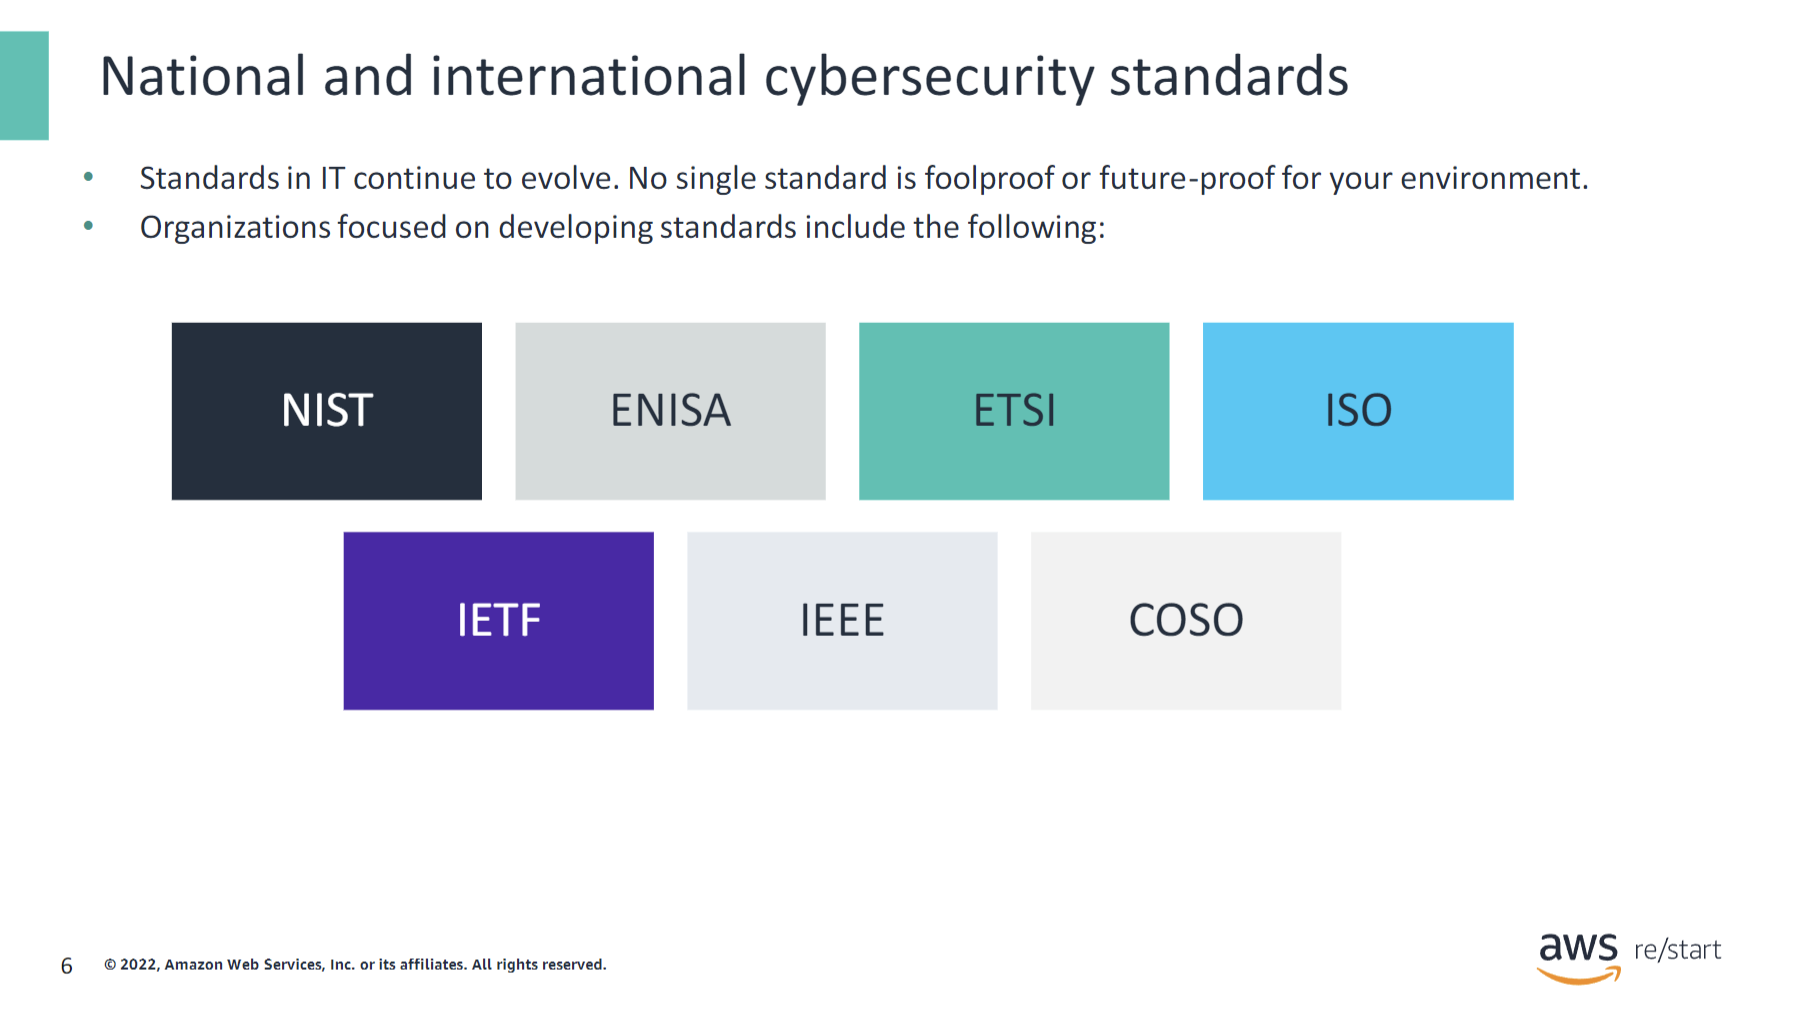 National and international cybersecurity standards
• Standards in IT continue to evolve. No single standard is foolproof or future-proof for your environment.
• Organizations focused on developing standards include the following:
NIST
ENISA
ETSI
ISO
IETF
IEEE
COSO
6
© 2022, Amazon Web Services, Inc. or its affiliates. All rights reserved.
aws re/start